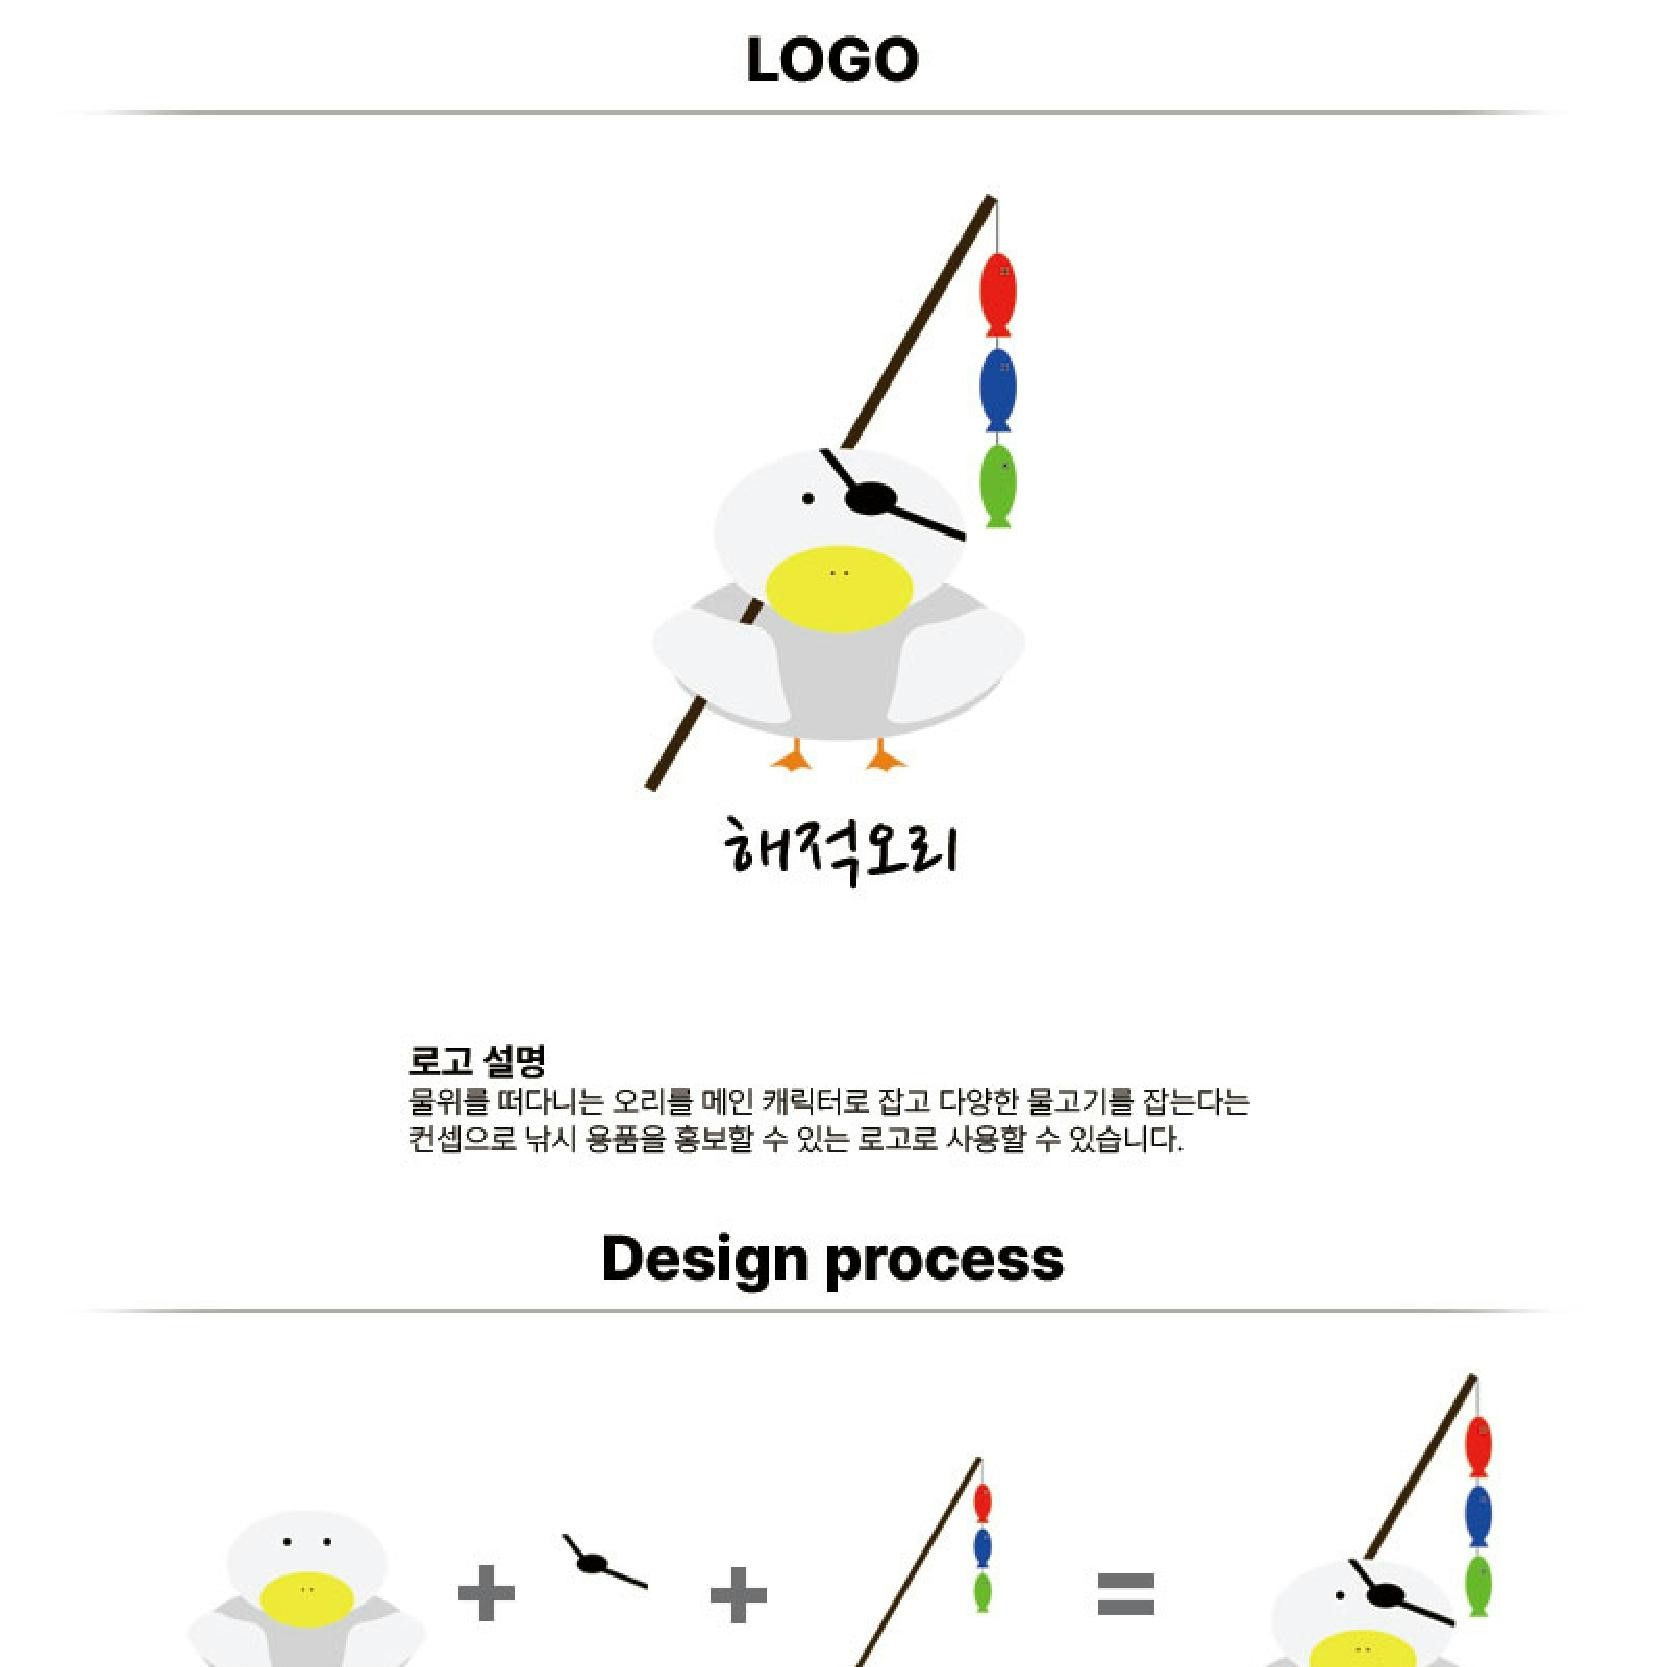 LOGO
해적오리
로고 설명
물위를 떠다니는 오리를 메인 캐릭터로 잡고 다양한 물고기를 잡는다는
컨셉으로 낚시 용품을 홍보할 수 있는 로고로 사용할 수 있습니다.
Design process